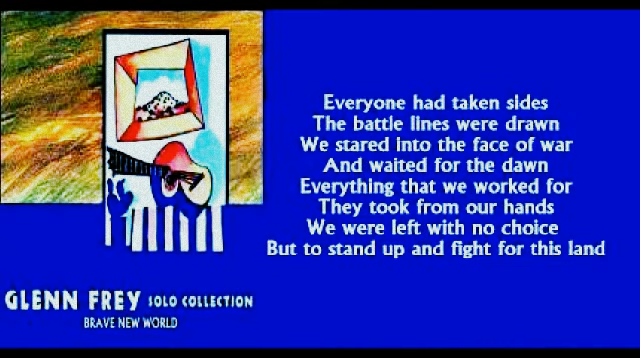 Everyone had taken sides
The battle lines were drawn
We stared into the face of war
And waited for the dawn
Everything that we worked for
They took from our hands
We were left with no choice
But to stand up and fight for this land
GLENN FREY SOLO COLLECTION
BRAVE NEW WORLD